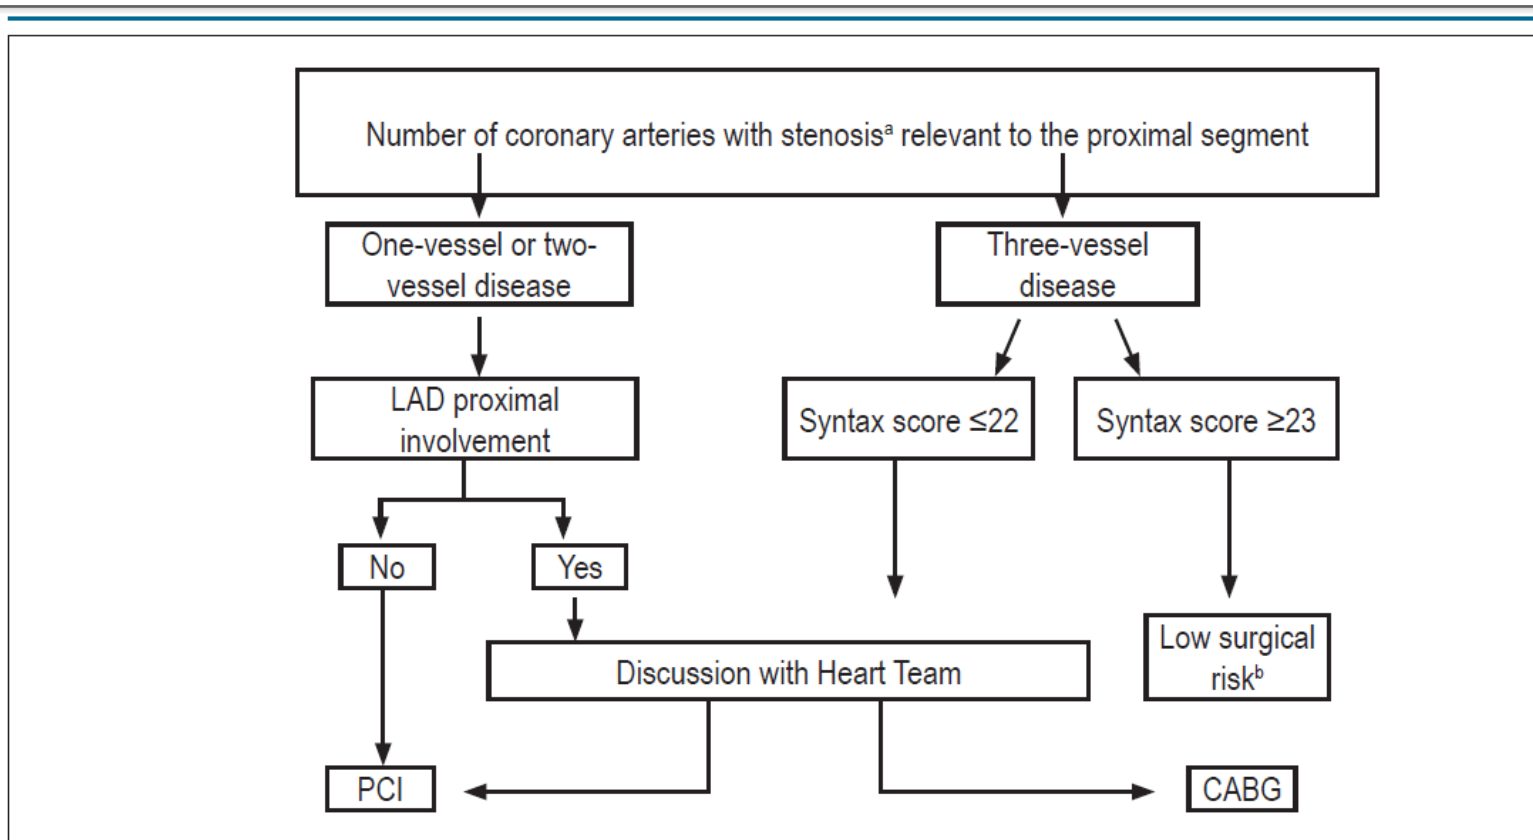 Number of coronary arteries with stenosisᵃ relevant to the proximal segment
One-vessel or two-
vessel disease
Three-vessel
disease
LAD proximal
involvement
Syntax score ≤22
Syntax score ≥23
No
Yes
Low surgical
riskᵇ
Discussion with Heart Team
PCI
CABG